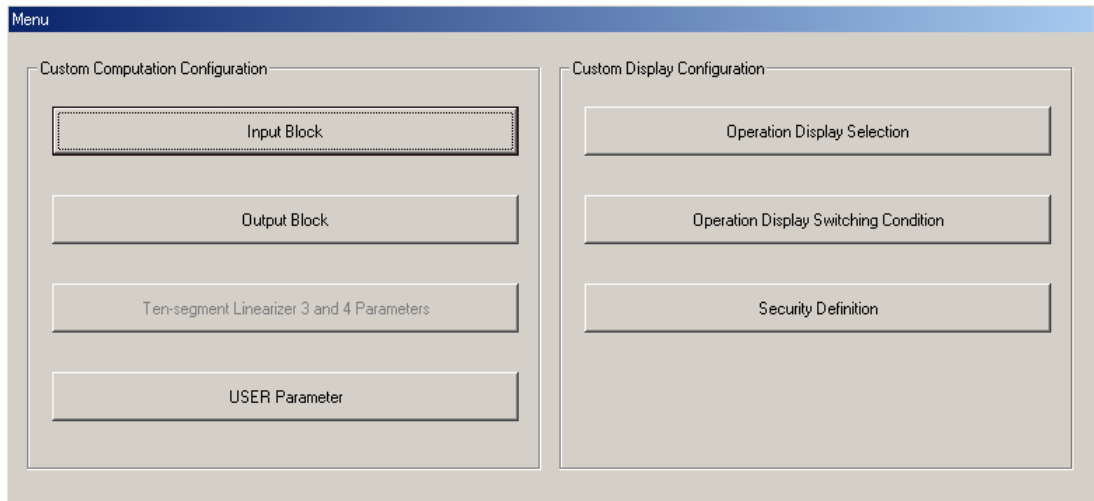 Menu
Custom Computation Configuration
Input Block
Output Block
Ten-segment Linearizer 3 and 4 Parameters
USER Parameter
Custom Display Configuration
Operation Display Selection
Operation Display Switching Condition
Security Definition